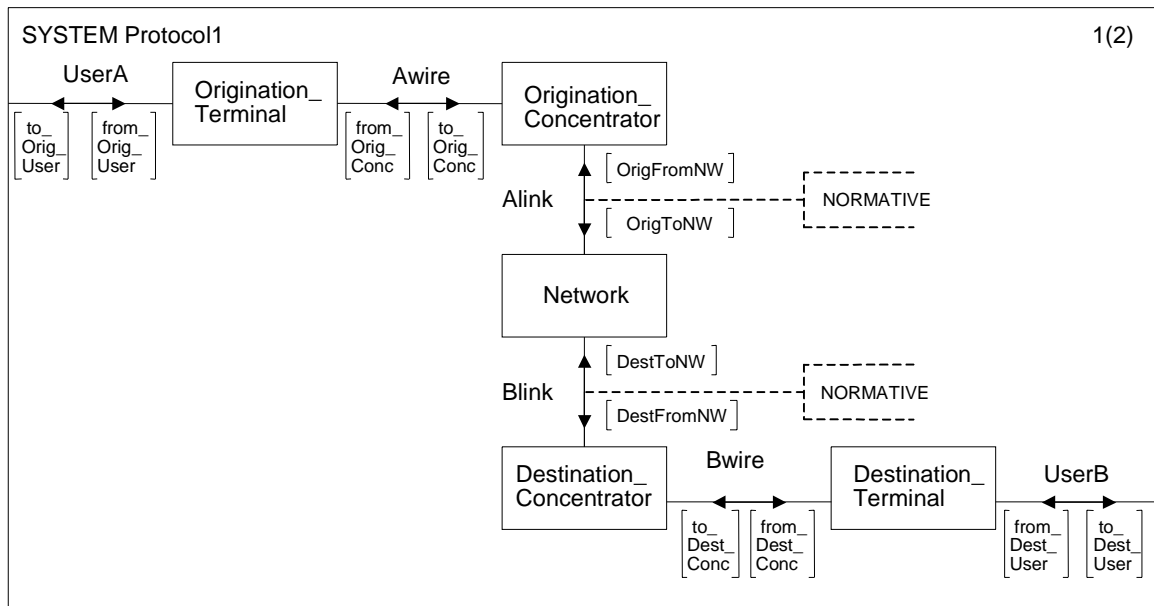 SYSTEM Protocol1
1(2)
UserA
Origination_
Terminal
Awire
Origination_
Concentrator
to_
Orig_
User
from_
Orig_
User
from_
Orig_
Conc
to_
Orig_
Conc
OrigFromNW
Alink
NORMATIVE
OrigToNW
Network
DestToNW
Blink
NORMATIVE
DestFromNW
Destination_
Concentrator
Bwire
Destination_
Terminal
UserB
to_
Dest_
Conc
from_
Dest_
Conc
from_
Dest_
User
to_
Dest_
User